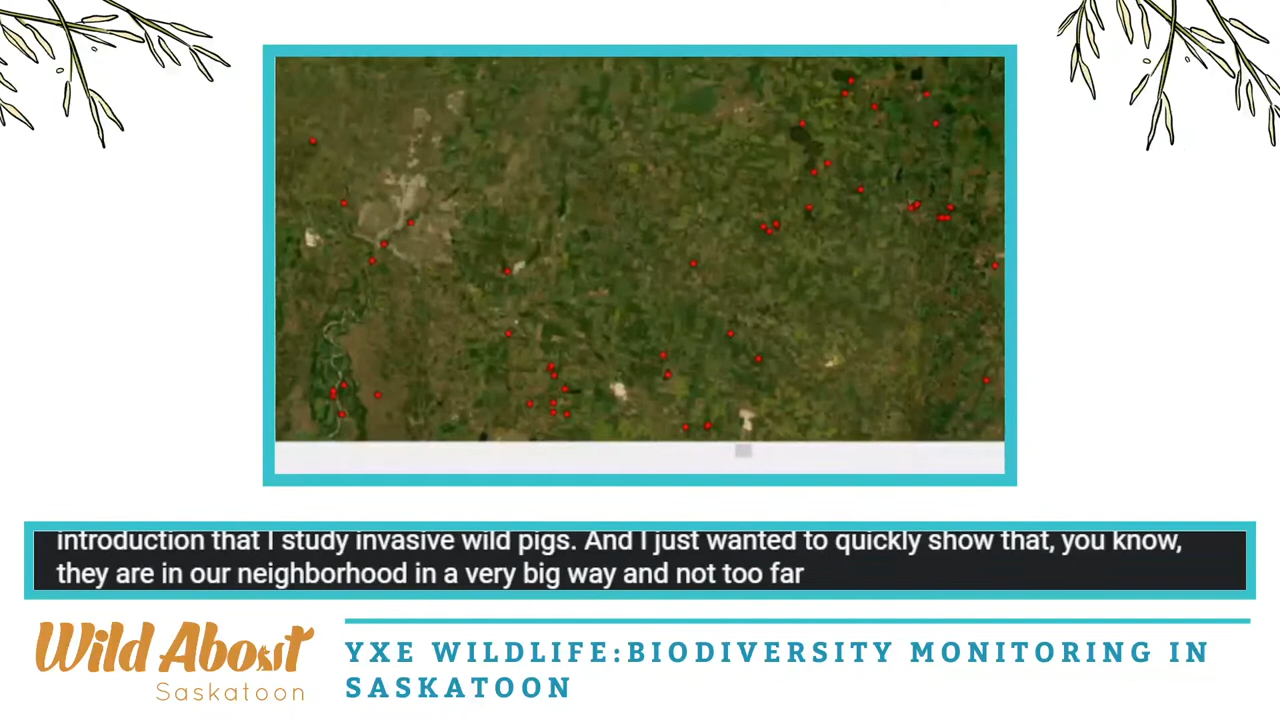 introduction that I study invasive wild pigs. And I just wanted to quickly show that, you know,
they are in our neighborhood in a very big way and not too far
Wild About
Saskatoon
YXE WILDLIFE:BIODIVERSITY MONITORING IN
SASKATOON